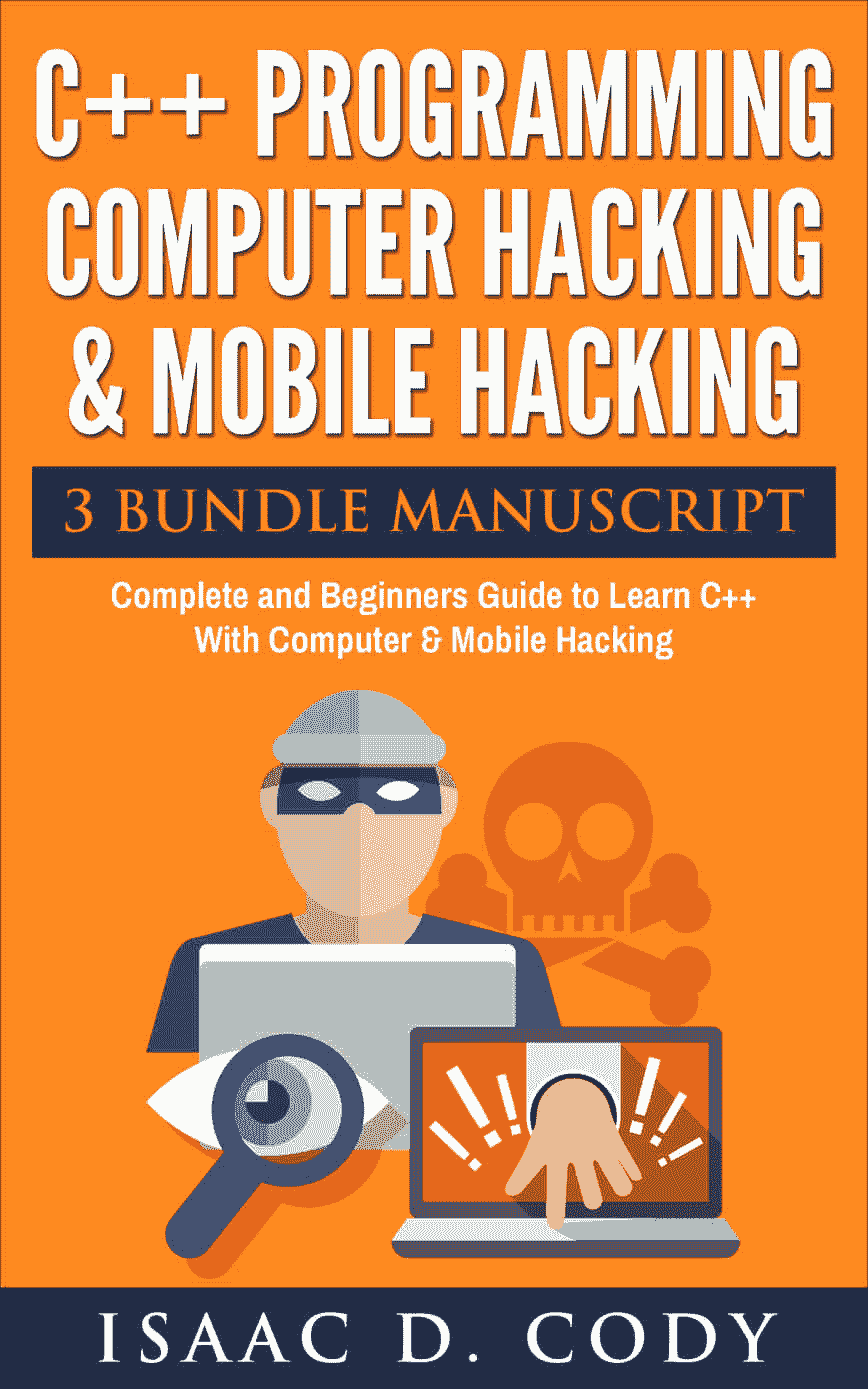 C++ PROGRAMMING
COMPUTER HACKING
& MOBILE HACKING
3 BUNDLE MANUSCRIPT
Complete and Beginners Guide to Learn C++
With Computer & Mobile Hacking
ISAAC D. CODY